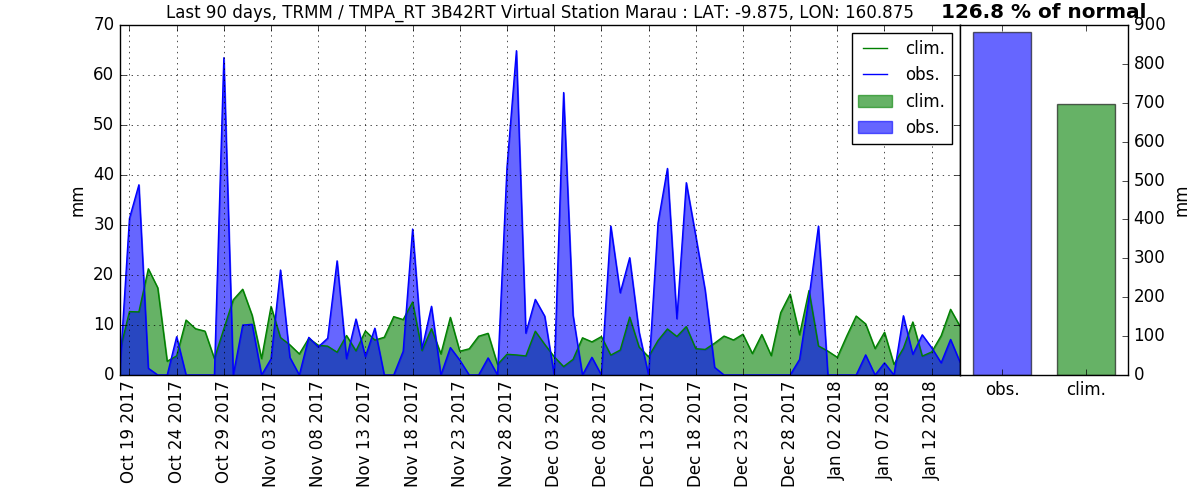 Last 90 days, TRMM / TMPA_RT 3B42RT Virtual Station Marau : LAT: -9.875, LON: 160.875
126.8 % of normal
mm
70
60
50
40
30
20
10
0
clim.
obs.
clim.
obs.
Oct 19 2017
Oct 24 2017
Oct 29 2017
Nov 03 2017
Nov 08 2017
Nov 13 2017
Nov 18 2017
Nov 23 2017
Nov 28 2017
Dec 03 2017
Dec 08 2017
Dec 13 2017
Dec 18 2017
Dec 23 2017
Dec 28 2017
Jan 02 2018
Jan 07 2018
Jan 12 2018
900
800
700
600
500
400
300
200
100
0
mm
obs.
clim.